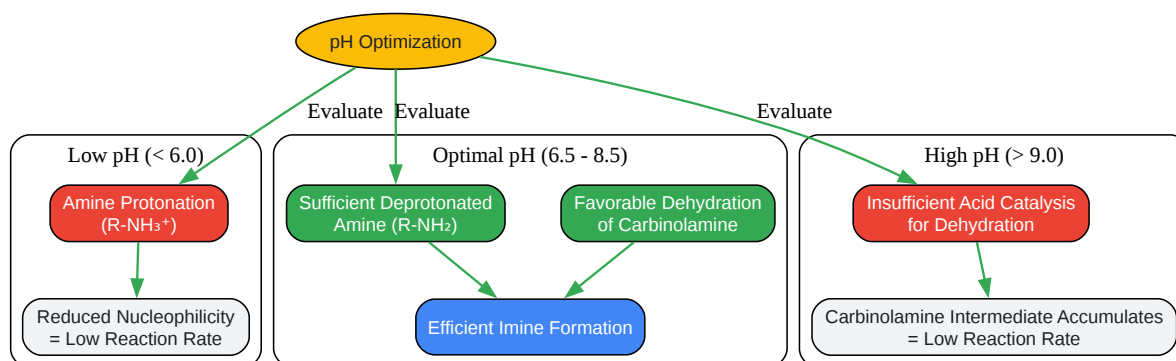 pH Optimization
Evaluate
Evaluate
Evaluate
Low pH (< 6.0)
Amine Protonation
(R-NH₃⁺)
Reduced Nucleophilicity
= Low Reaction Rate
Optimal pH (6.5 - 8.5)
Sufficient Deprotonated
Amine (R-NH₂)
Favorable Dehydration
of Carbinolamine
Efficient Imine Formation
High pH (> 9.0)
Insufficient Acid Catalysis
for Dehydration
Carbinolamine Intermediate Accumulates
= Low Reaction Rate